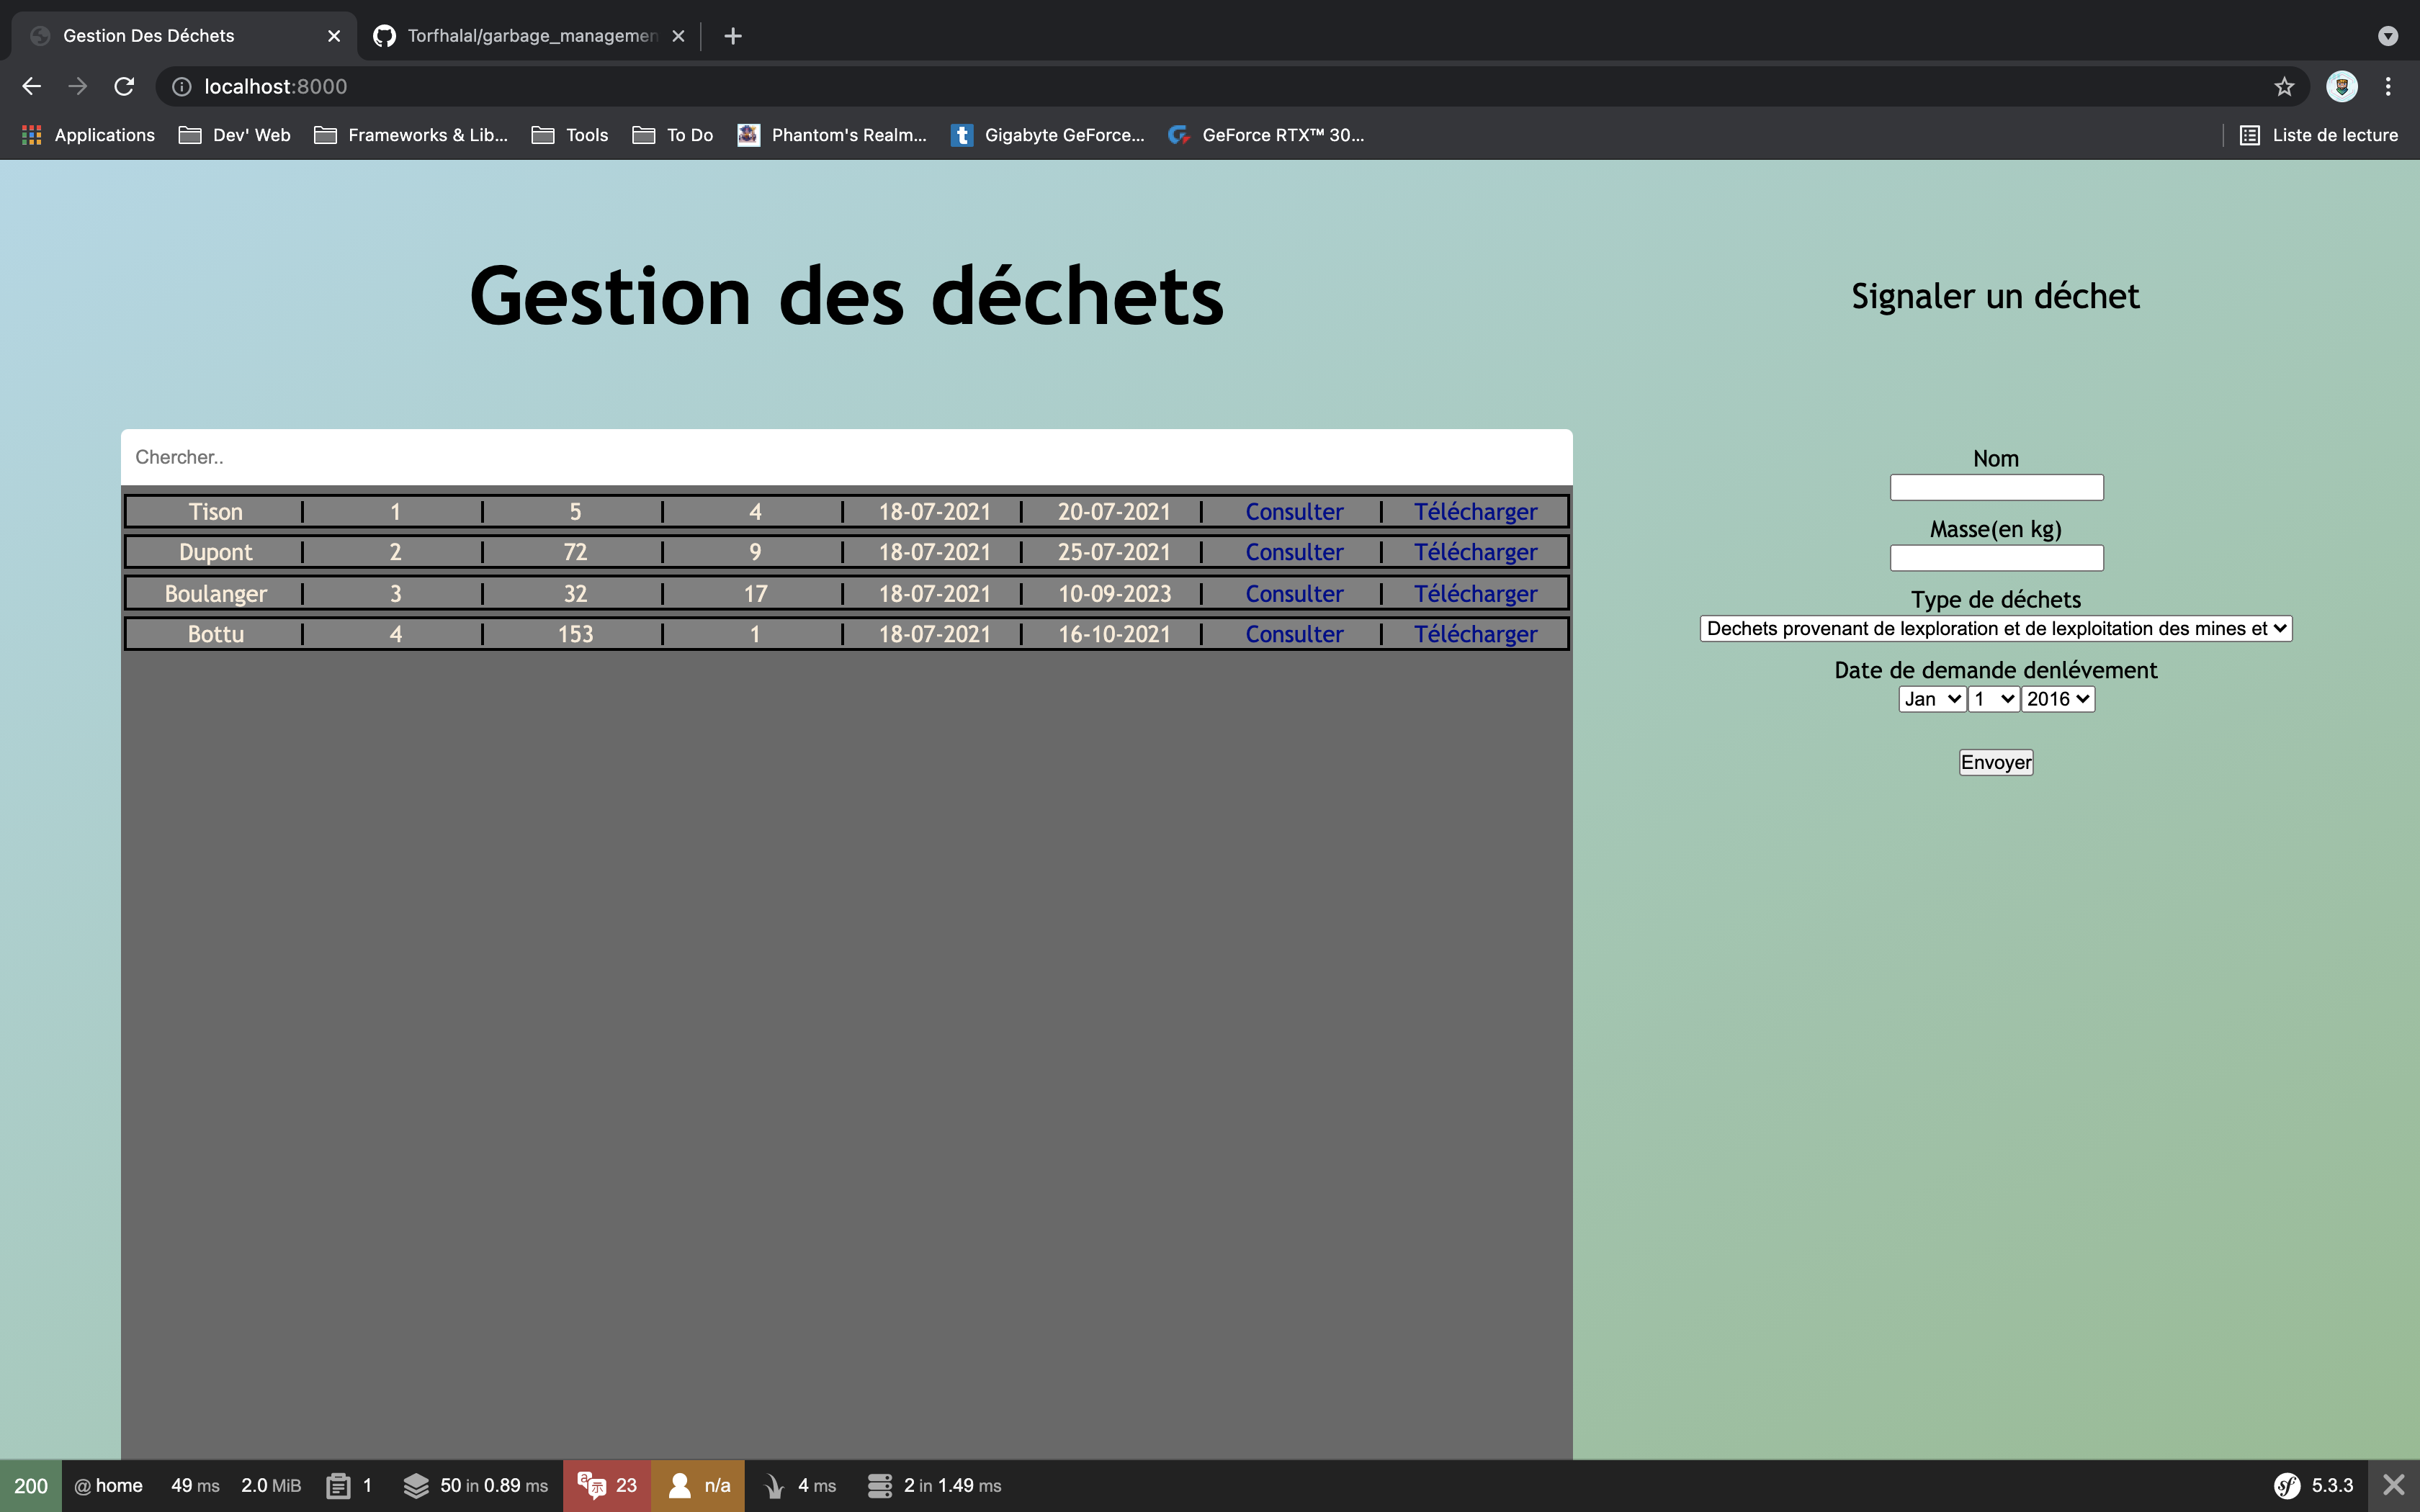 Gestion Des Déchets
Torfhalal/garbage_managemen
localhost:8000
Applications Dev' Web Frameworks & Lib... Tools To Do Phantom's Realm... Gigabyte GeForce... GeForce RTX™ 30... Liste de lecture
Gestion des déchets
Signaler un déchet
Chercher..
Tison 1 5 4 18-07-2021 20-07-2021 Consulter Télécharger
Dupont 2 72 9 18-07-2021 25-07-2021 Consulter Télécharger
Boulanger 3 32 17 18-07-2021 10-09-2023 Consulter Télécharger
Bottu 4 153 1 18-07-2021 16-10-2021 Consulter Télécharger
Nom
Masse(en kg)
Type de déchets
Dechets provenant de lexploration et de lexploitation des mines et
Date de demande denlévement
Jan 1 2016
Envoyer
200 @ home 49 ms 2.0 MiB 1 50 in 0.89 ms 23 n/a 4 ms 2 in 1.49 ms sf 5.3.3